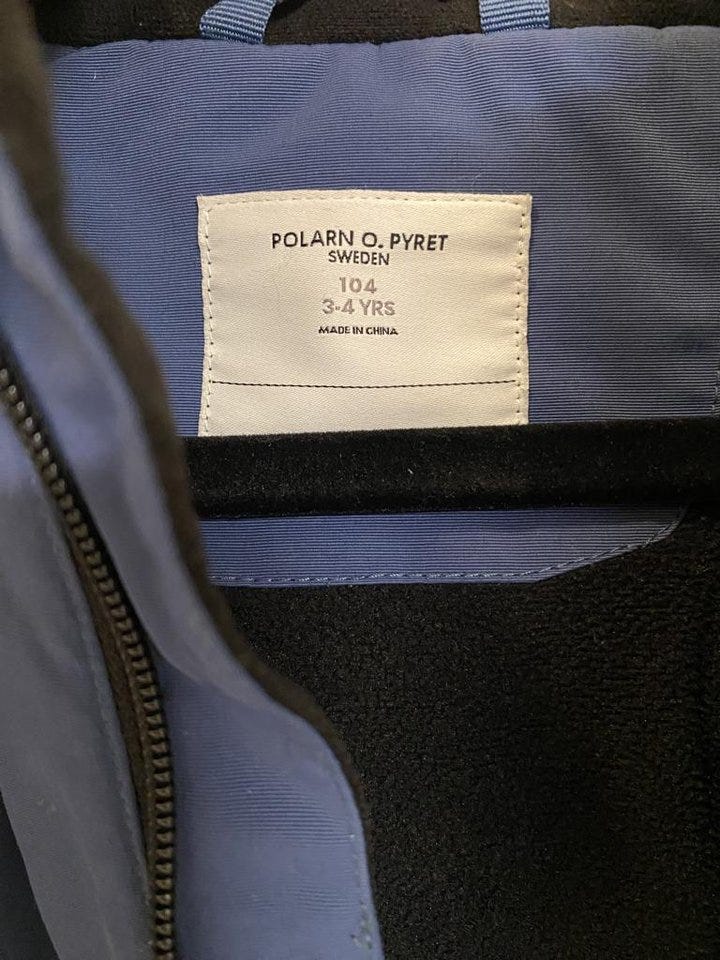 POLARN O. PYRET
SWEDEN
104
3-4 YRS
MADE IN CHINA